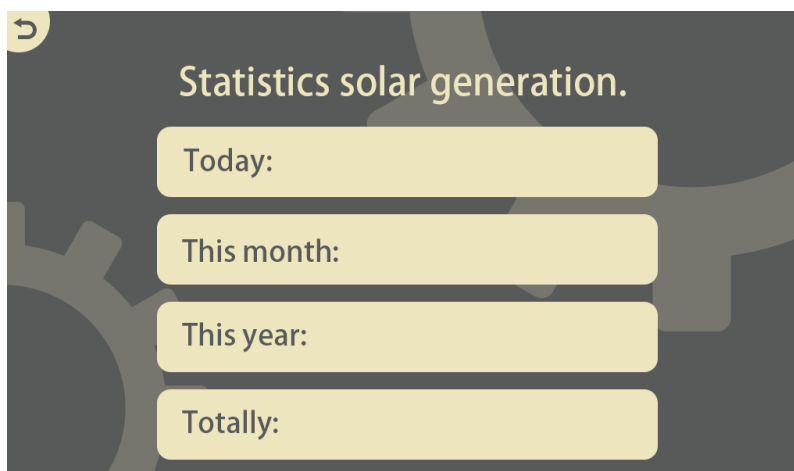 Statistics solar generation.
Today:
This month:
This year:
Totally: